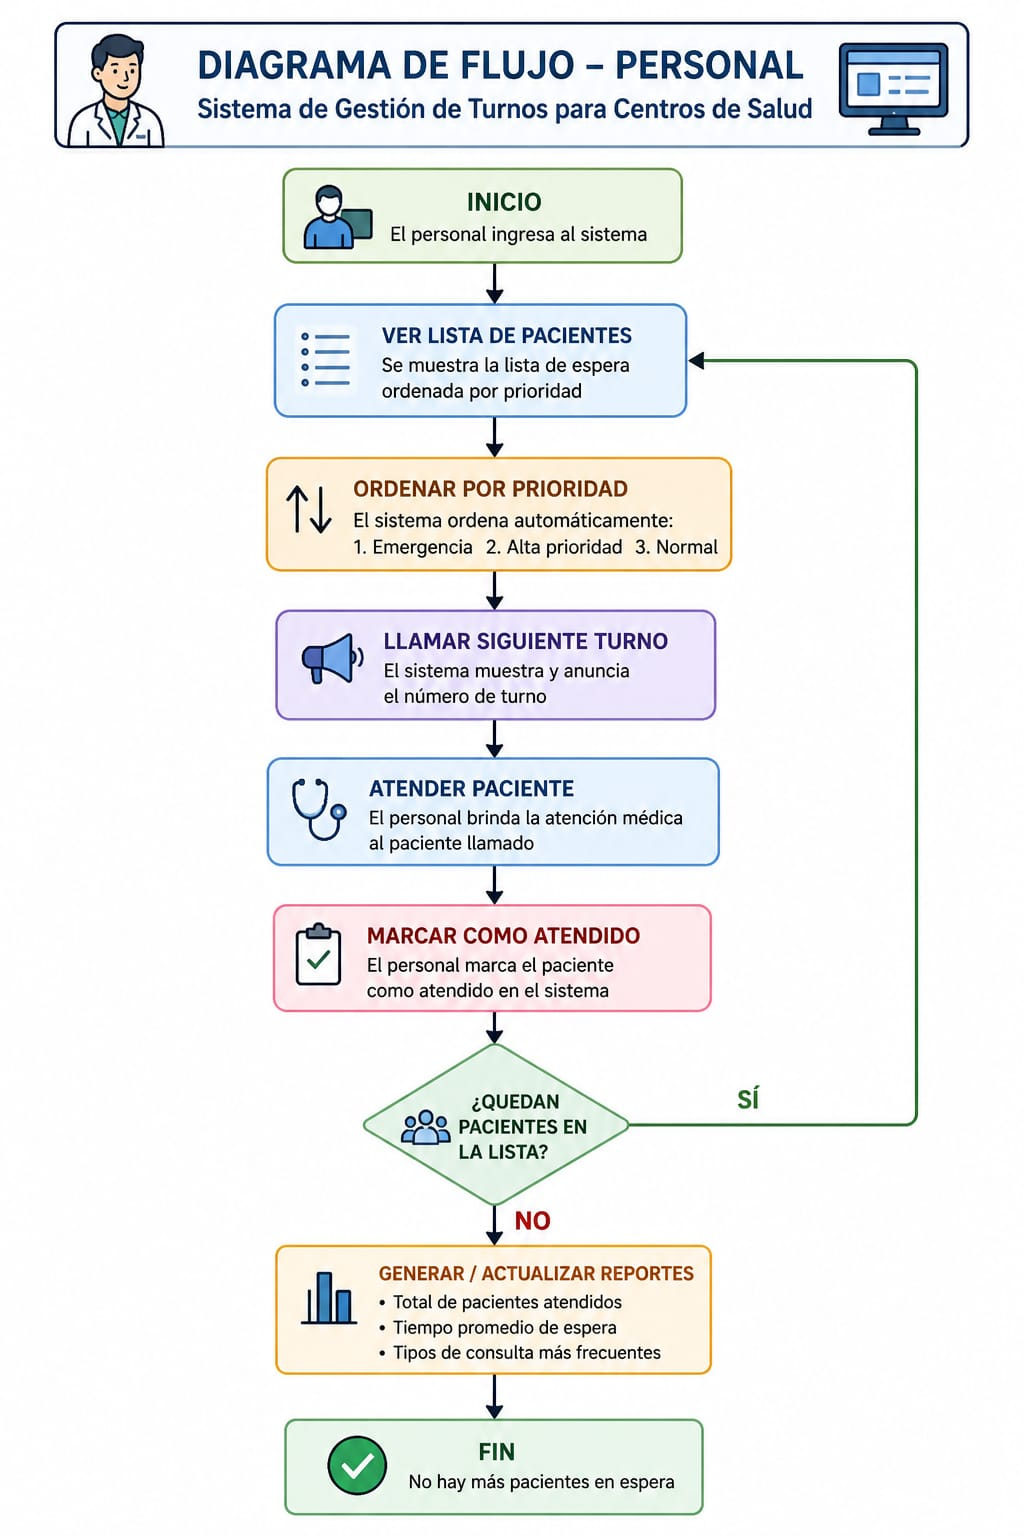 DIAGRAMA DE FLUJO – PERSONAL
Sistema de Gestión de Turnos para Centros de Salud
INICIO
El personal ingresa al sistema
VER LISTA DE PACIENTES
Se muestra la lista de espera
ordenada por prioridad
ORDENAR POR PRIORIDAD
El sistema ordena automáticamente:
1. Emergencia 2. Alta prioridad 3. Normal
LLAMAR SIGUIENTE TURNO
El sistema muestra y anuncia
el número de turno
ATENDER PACIENTE
El personal brinda la atención médica
al paciente llamado
MARCAR COMO ATENDIDO
El personal marca el paciente
como atendido en el sistema
¿QUEDAN
PACIENTES EN
LA LISTA?
SÍ
NO
GENERAR / ACTUALIZAR REPORTES
• Total de pacientes atendidos
• Tiempo promedio de espera
• Tipos de consulta más frecuentes
FIN
No hay más pacientes en espera